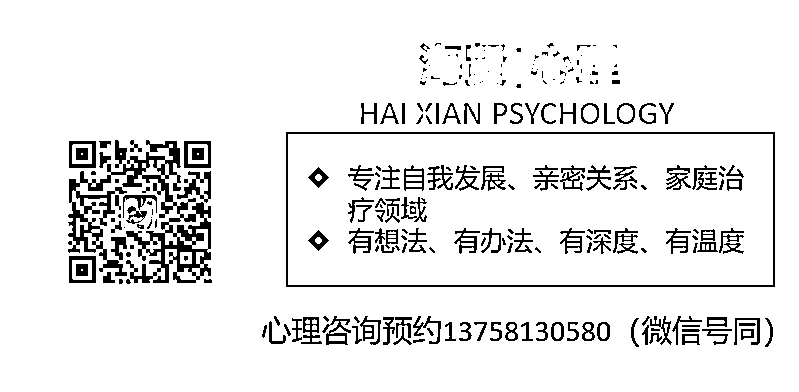 心理
HAI XIAN PSYCHOLOGY
专注自我发展、亲密关系、家庭治
疗领域
有想法、有办法、有深度、有温度
心理咨询预约13758130580（微信号同）